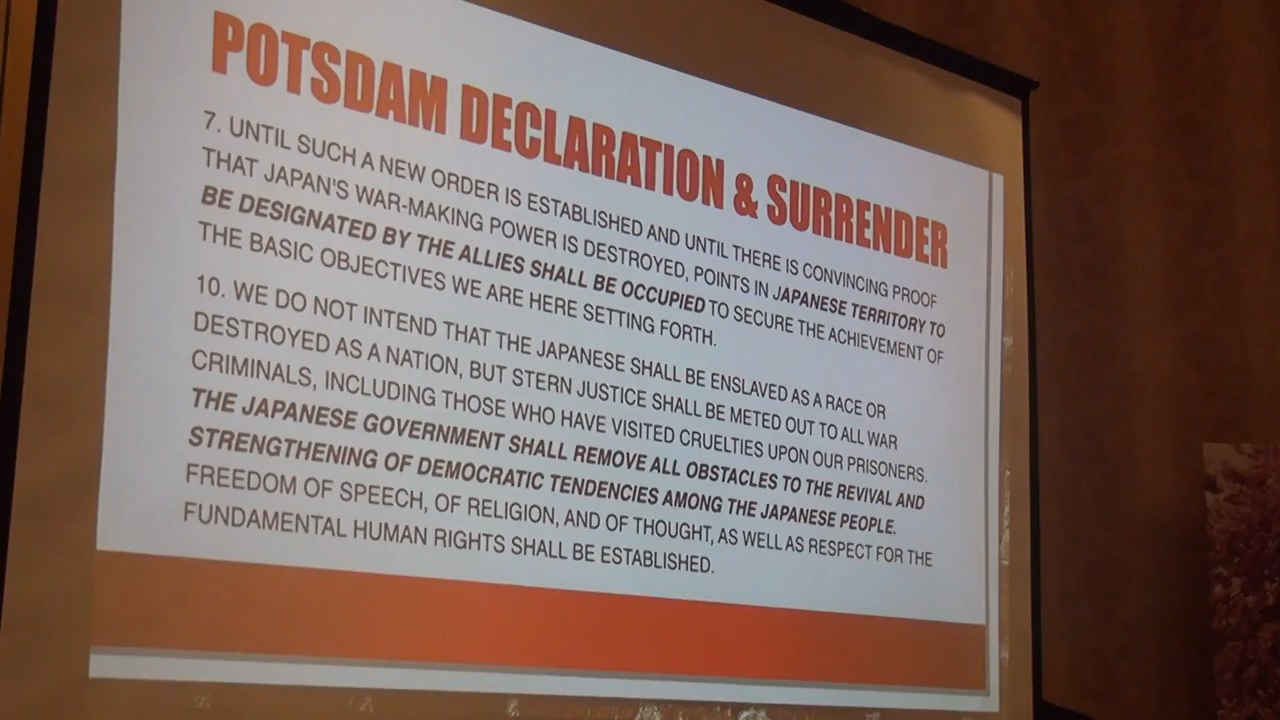 POTSDAM DECLARATION & SURRENDER
7. UNTIL SUCH A NEW ORDER IS ESTABLISHED AND UNTIL THERE IS CONVINCING PROOF
THAT JAPAN'S WAR-MAKING POWER IS DESTROYED, POINTS IN JAPANESE TERRITORY TO
BE DESIGNATED BY THE ALLIES SHALL BE OCCUPIED TO SECURE THE ACHIEVEMENT OF
THE BASIC OBJECTIVES WE ARE HERE SETTING FORTH.
10. WE DO NOT INTEND THAT THE JAPANESE SHALL BE ENSLAVED AS A RACE OR
DESTROYED AS A NATION, BUT STERN JUSTICE SHALL BE METED OUT TO ALL WAR
CRIMINALS, INCLUDING THOSE WHO HAVE VISITED CRUELTIES UPON OUR PRISONERS.
THE JAPANESE GOVERNMENT SHALL REMOVE ALL OBSTACLES TO THE REVIVAL AND
STRENGTHENING OF DEMOCRATIC TENDENCIES AMONG THE JAPANESE PEOPLE.
FREEDOM OF SPEECH, OF RELIGION, AND OF THOUGHT, AS WELL AS RESPECT FOR THE
FUNDAMENTAL HUMAN RIGHTS SHALL BE ESTABLISHED.